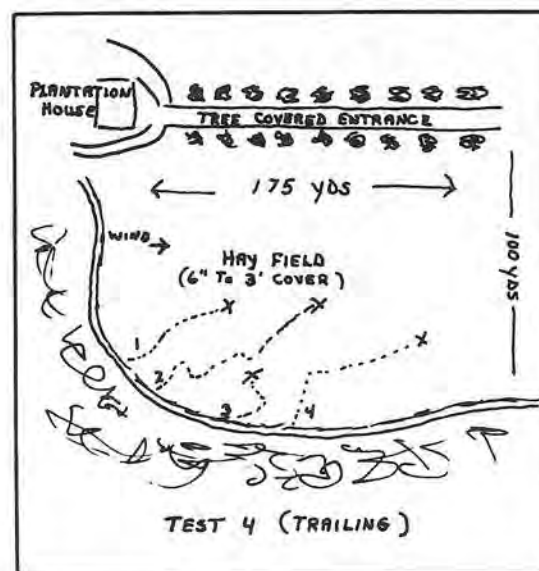 PLANTATION
HOUSE
TREE COVERED ENTRANCE
175 YDS
100 YDS
WIND
HAY FIELD
(6" TO 3' COVER)
1
2
3
4
TEST 4 (TRAILING)